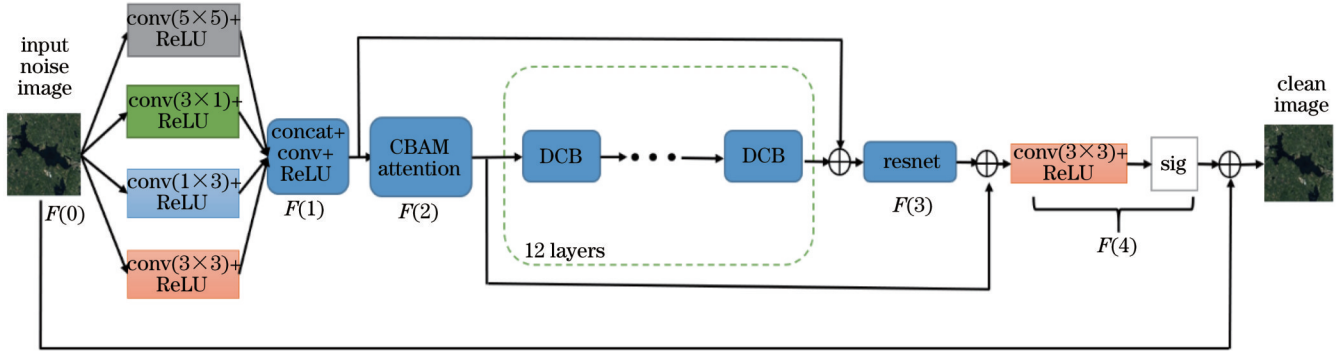 input
noise
image
F(0)
conv(5×5)+
ReLU
conv(3×1)+
ReLU
conv(1×3)+
ReLU
conv(3×3)+
ReLU
concat+
conv+
ReLU
F(1)
CBAM
attention
F(2)
DCB
DCB
12 layers
resnet
F(3)
conv(3×3)+
ReLU
sig
F(4)
clean
image